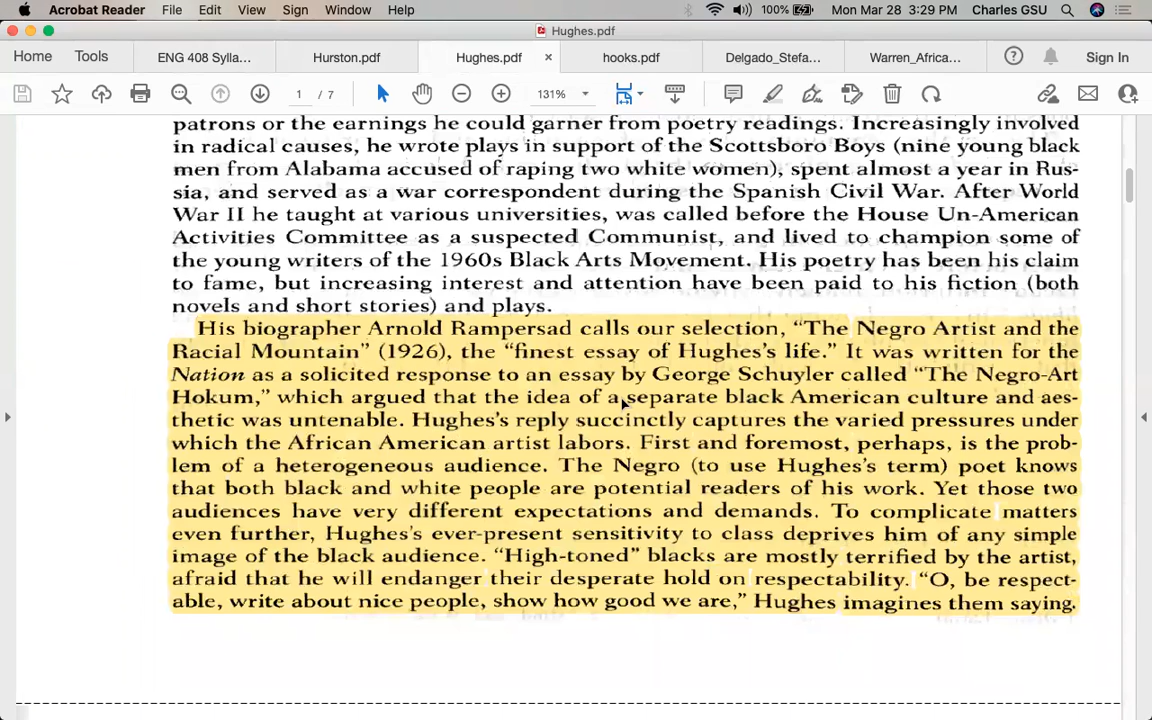 Acrobat Reader File Edit View Sign Window Help 100% Mon Mar 28 3:29 PM Charles GSU
Hughes.pdf
Home Tools ENG 408 Sylla... Hurston.pdf Hughes.pdf × hooks.pdf Delgado_Stefa... Warren_Africa... Sign In
1 / 7 131%
patrons or the earnings he could garner from poetry readings. Increasingly involved
in radical causes, he wrote plays in support of the Scottsboro Boys (nine young black
men from Alabama accused of raping two white women), spent almost a year in Rus-
sia, and served as a war correspondent during the Spanish Civil War. After World
War II he taught at various universities, was called before the House Un-American
Activities Committee as a suspected Communist, and lived to champion some of
the young writers of the 1960s Black Arts Movement. His poetry has been his claim
to fame, but increasing interest and attention have been paid to his fiction (both
novels and short stories) and plays.
His biographer Arnold Rampersad calls our selection, “The Negro Artist and the
Racial Mountain” (1926), the “finest essay of Hughes’s life.” It was written for the
Nation as a solicited response to an essay by George Schuyler called “The Negro-Art
Hokum,” which argued that the idea of a separate black American culture and aes-
thetic was untenable. Hughes’s reply succinctly captures the varied pressures under
which the African American artist labors. First and foremost, perhaps, is the prob-
lem of a heterogeneous audience. The Negro (to use Hughes’s term) poet knows
that both black and white people are potential readers of his work. Yet those two
audiences have very different expectations and demands. To complicate matters
even further, Hughes’s ever-present sensitivity to class deprives him of any simple
image of the black audience. “High-toned” blacks are mostly terrified by the artist,
afraid that he will endanger their desperate hold on respectability. “O, be respect-
able, write about nice people, show how good we are,” Hughes imagines them saying.